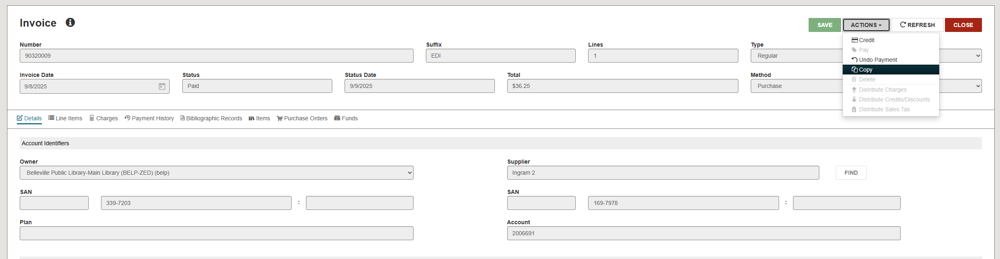 Invoice
SAVE ACTIONS REFRESH CLOSE
Number Suffix Lines Type
90320009 EDI 1 Regular
Invoice Date Status Status Date Total Method
9/8/2025 Paid 9/9/2025 $36.25 Purchase
Credit
Pay
Undo Payment
Copy
Delete
Distribute Charges
Distribute Credits/Discounts
Distribute Sales Tax
Details Line Items Charges Payment History Bibliographic Records Items Purchase Orders Funds
Account Identifiers
Owner Supplier
Belleville Public Library-Main Library (BELP-ZED) (belp) Ingram 2 FIND
SAN SAN
339-7203 : 169-7978 :
Plan Account
2006691